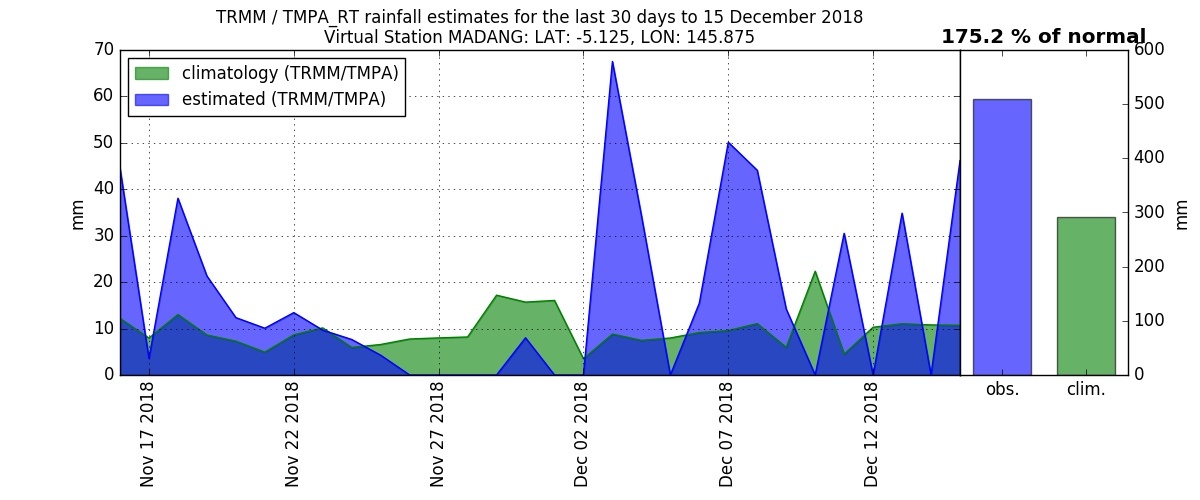 TRMM / TMPA_RT rainfall estimates for the last 30 days to 15 December 2018
Virtual Station MADANG: LAT: -5.125, LON: 145.875
175.2 % of normal
climatology (TRMM/TMPA)
estimated (TRMM/TMPA)
70
60
50
40
30
20
10
0
mm
Nov 17 2018
Nov 22 2018
Nov 27 2018
Dec 02 2018
Dec 07 2018
Dec 12 2018
obs.
clim.
600
500
400
300
200
100
0
mm